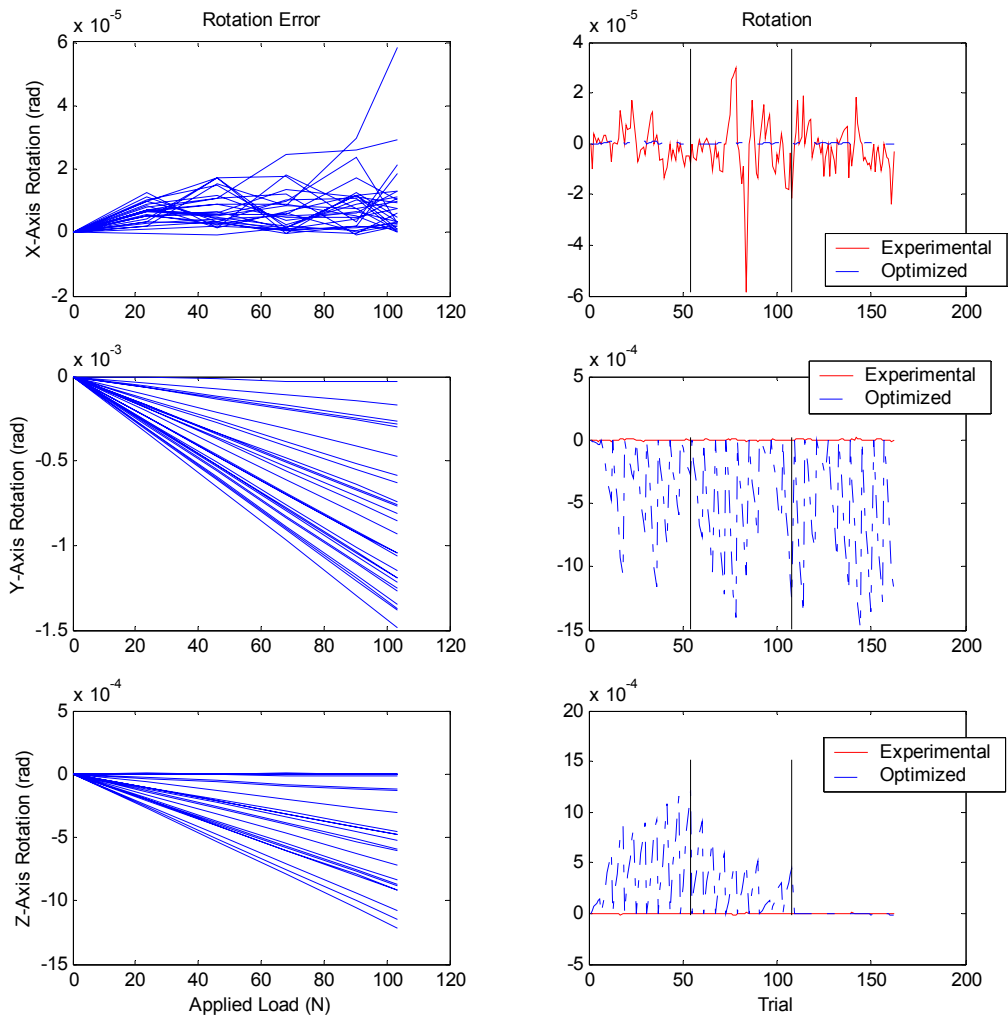 Rotation Error
x 10-5
6
4
2
0
-2
0 20 40 60 80 100 120
X-Axis Rotation (rad)
Rotation
x 10-5
4
2
0
-2
-4
-6
0 50 100 150 200
Experimental
Optimized
x 10-3
0
-0.5
-1
-1.5
0 20 40 60 80 100 120
Y-Axis Rotation (rad)
x 10-4
5
0
-5
-10
-15
0 50 100 150 200
Experimental
Optimized
x 10-4
5
0
-5
-10
-15
0 20 40 60 80 100 120
Z-Axis Rotation (rad)
Applied Load (N)
x 10-4
20
15
10
5
0
-5
0 50 100 150 200
Experimental
Optimized
Trial